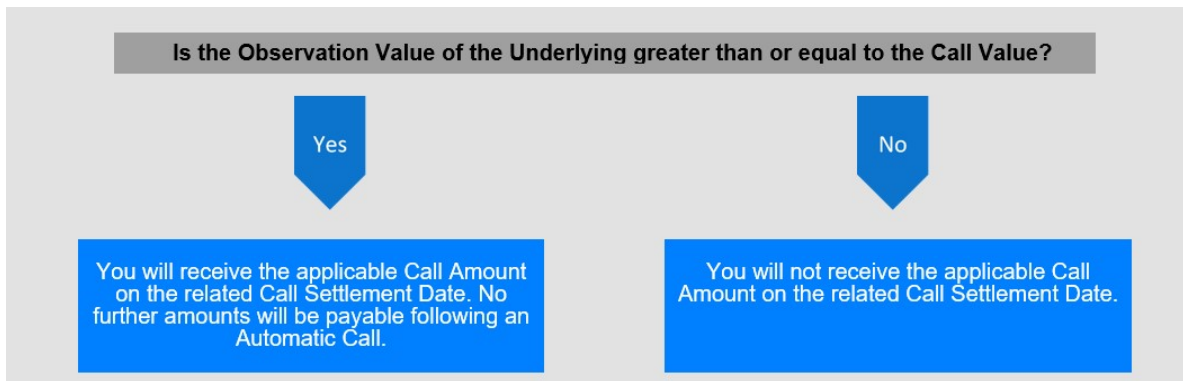 Is the Observation Value of the Underlying greater than or equal to the Call Value?
Yes
No
You will receive the applicable Call Amount
on the related Call Settlement Date. No
further amounts will be payable following an
Automatic Call.
You will not receive the applicable Call
Amount on the related Call Settlement Date.